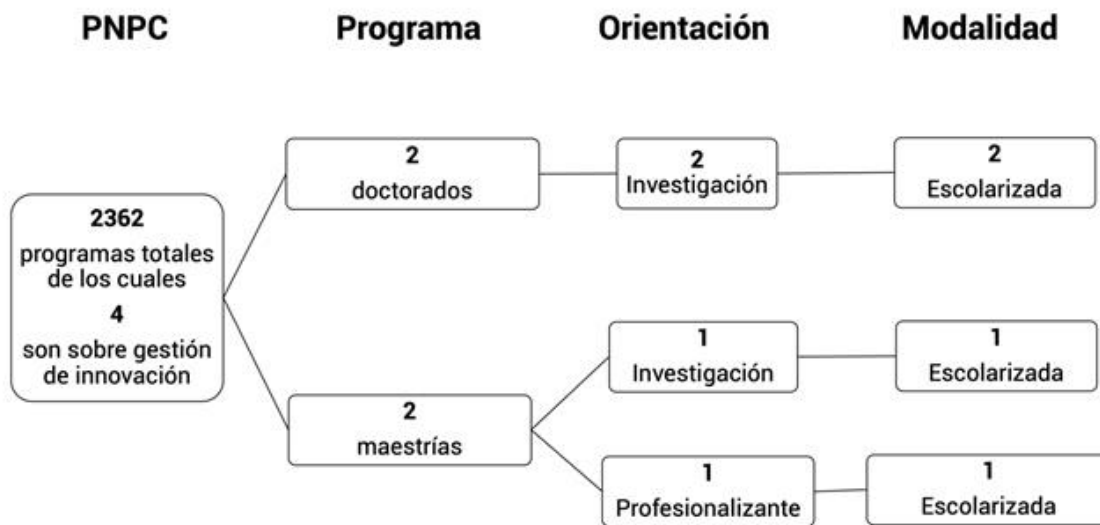 PNPC Programa Orientación Modalidad
2362
programas totales
de los cuales
4
son sobre gestión
de innovación
2
doctorados
2
Investigación
2
Escolarizada
2
maestrías
1
Investigación
1
Escolarizada
1
Profesionalizante
1
Escolarizada